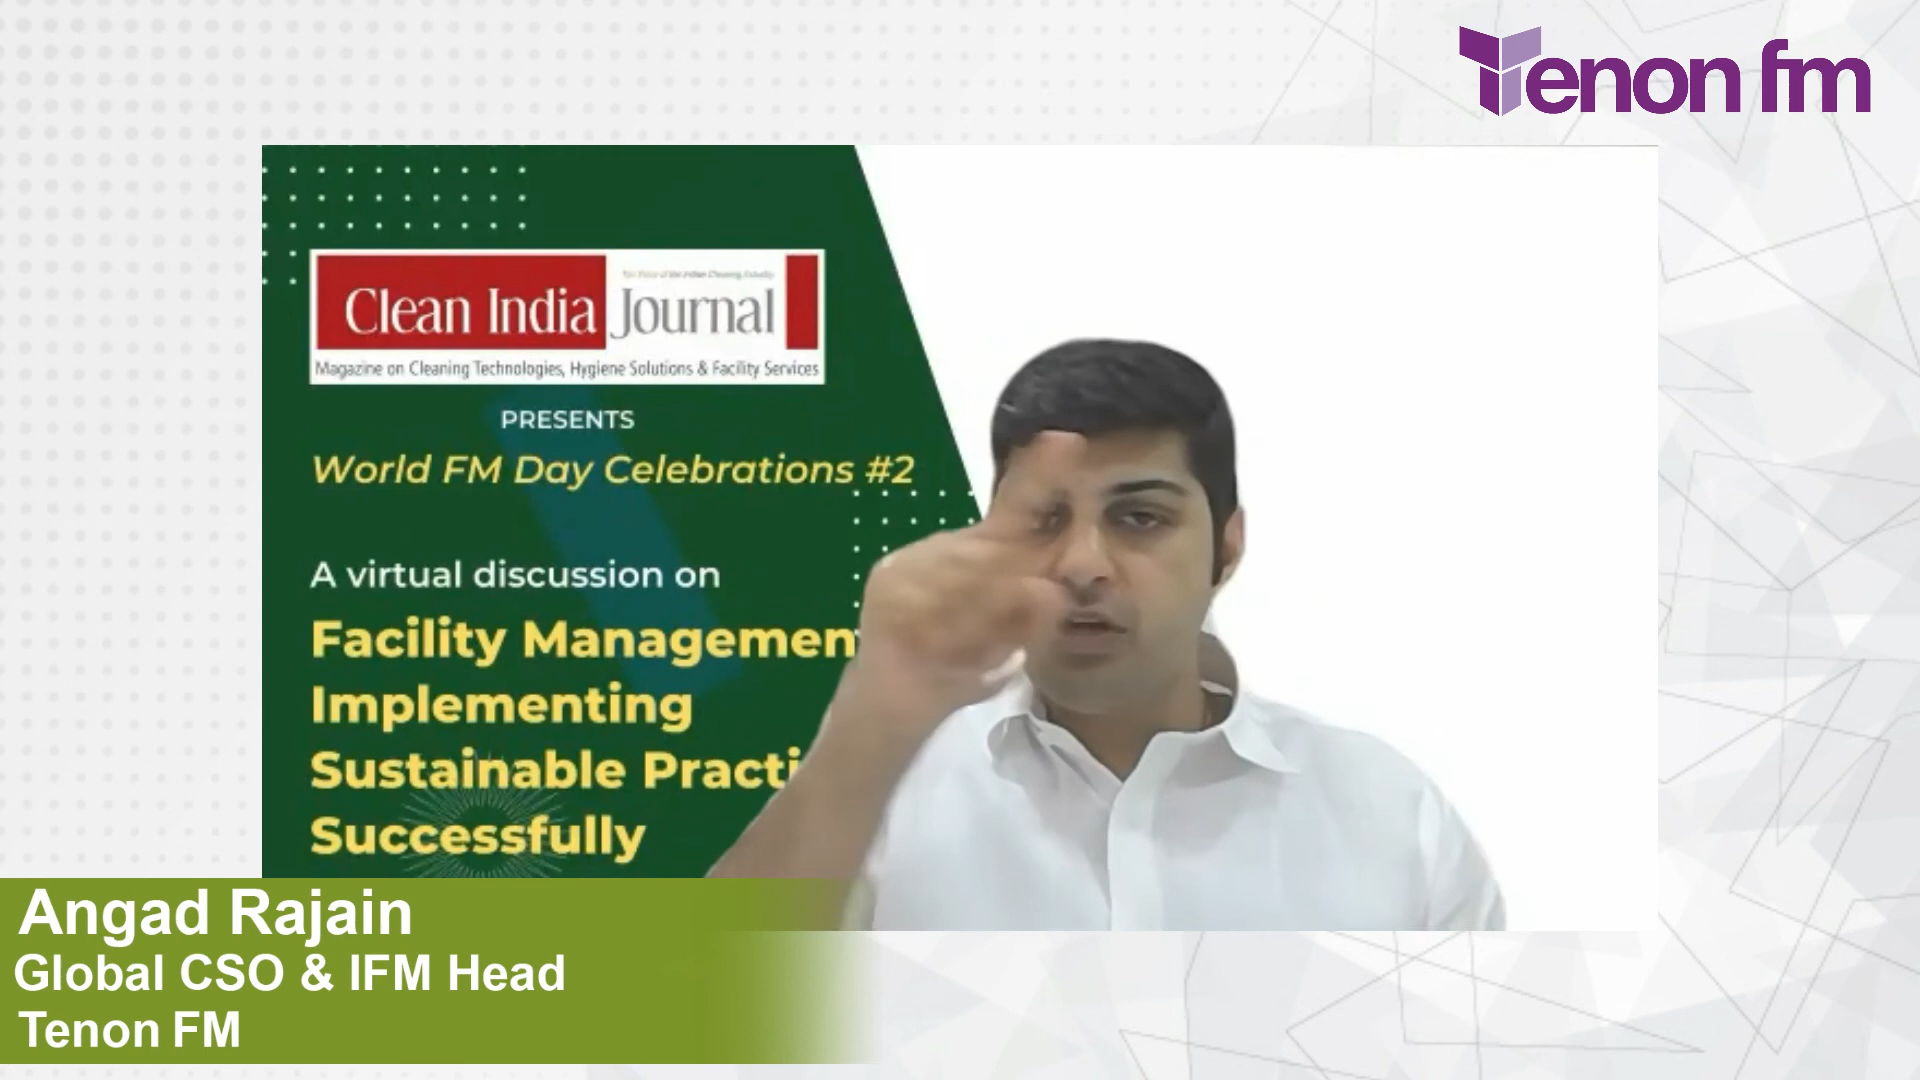 Tenon fm
Clean India Journal
Magazine on Cleaning Technologies, Hygiene Solutions & Facility Services
PRESENTS
World FM Day Celebrations #2
A virtual discussion on
Facility Managemen
Implementing
Sustainable Practi
Successfully
Angad Rajain
Global CSO & IFM Head
Tenon FM